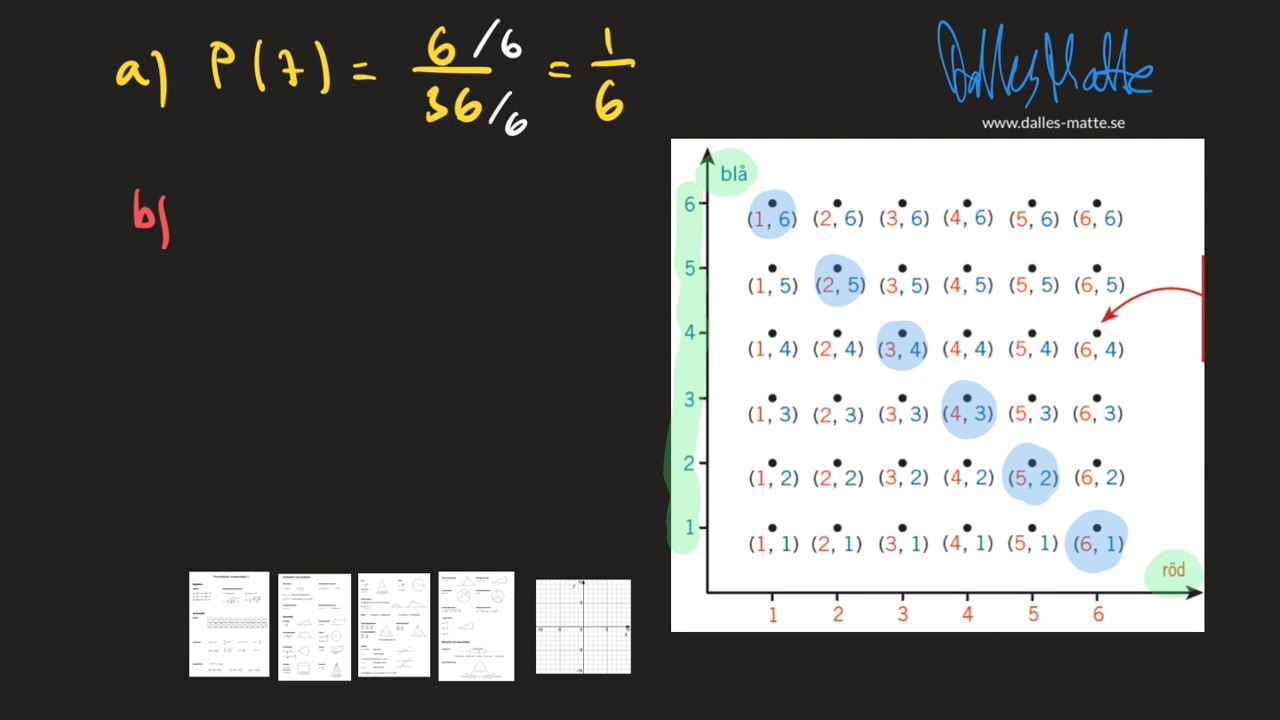 a) P(7) = 6/6 / 36/6 = 1/6
DallesMatte
www.dalles-matte.se
b)
blå
6
(1, 6) (2, 6) (3, 6) (4, 6) (5, 6) (6, 6)
5
(1, 5) (2, 5) (3, 5) (4, 5) (5, 5) (6, 5)
4
(1, 4) (2, 4) (3, 4) (4, 4) (5, 4) (6, 4)
3
(1, 3) (2, 3) (3, 3) (4, 3) (5, 3) (6, 3)
2
(1, 2) (2, 2) (3, 2) (4, 2) (5, 2) (6, 2)
1
(1, 1) (2, 1) (3, 1) (4, 1) (5, 1) (6, 1)
röd
1 2 3 4 5 6